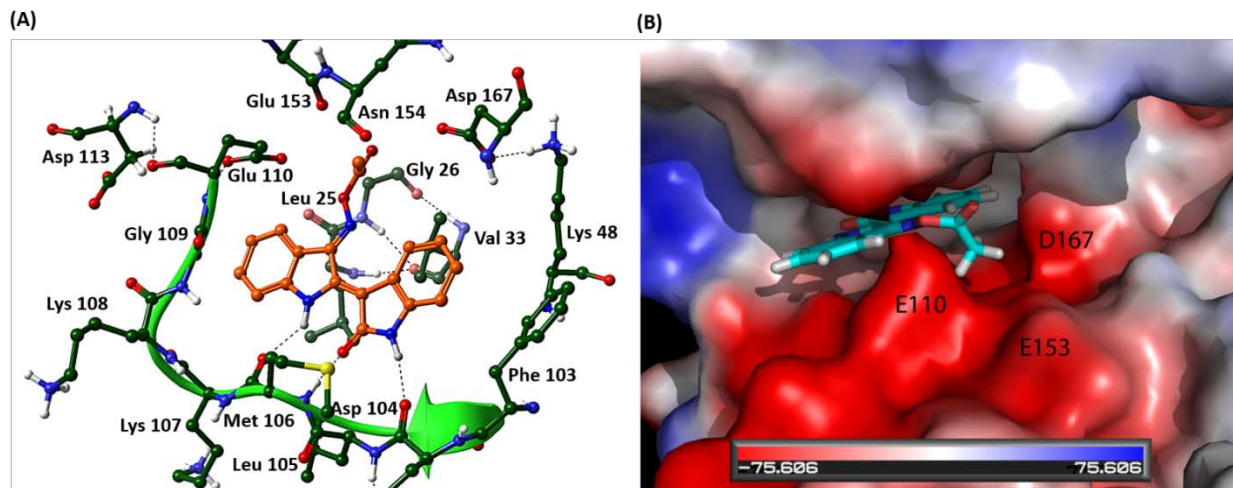 (A)
(B)
Glu 153
Asn 154
Asp 167
Asp 113
Glu 110
Gly 26
Leu 25
Gly 109
Val 33
Lys 48
Lys 108
Phe 103
Asp 104
Met 106
Lys 107
Leu 105
D167
E110
E153
-75.606
75.606